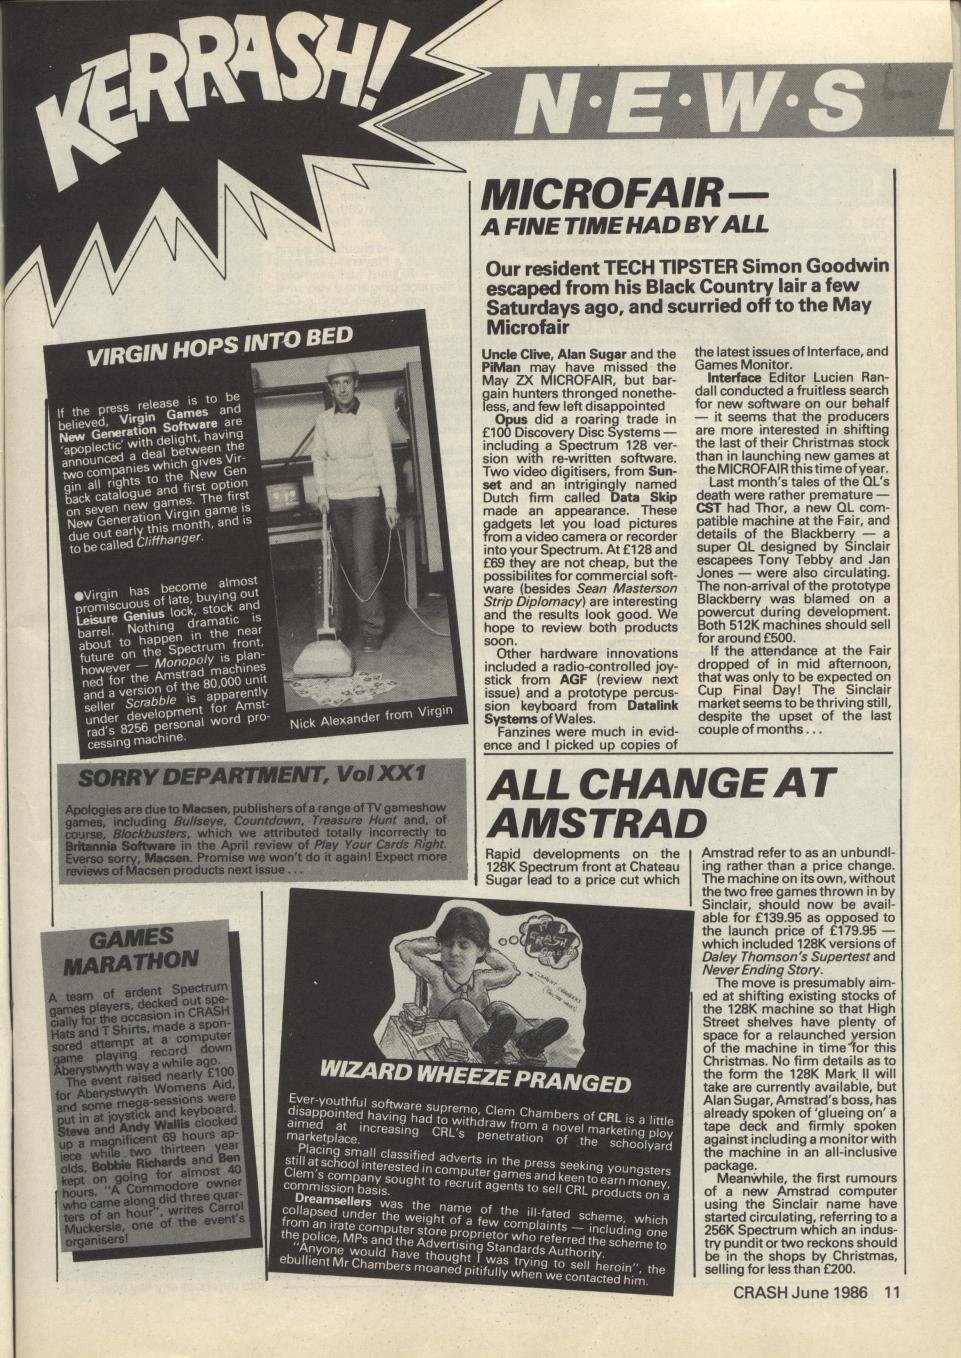 KERRASH!
N·E·W·S
MICROFAIR—
A FINE TIME HAD BY ALL
Our resident TECH TIPSTER Simon Goodwin
escaped from his Black Country lair a few
Saturdays ago, and scurried off to the May
Microfair
Uncle Clive, Alan Sugar and the
PiMan may have missed the
May ZX MICROFAIR, but bar-
gain hunters thronged nonethe-
less, and few left disappointed
Opus did a roaring trade in
£100 Discovery Disc Systems —
including a Spectrum 128 ver-
sion with re-written software.
Two video digitisers, from Sun-
set and an intrigingly named
Dutch firm called Data Skip
made an appearance. These
gadgets let you load pictures
from a video camera or recorder
into your Spectrum. At £128 and
£69 they are not cheap, but the
possibilites for commercial soft-
ware (besides Sean Masterson
Strip Diplomacy) are interesting
and the results look good. We
hope to review both products
soon.
Other hardware innovations
included a radio-controlled joy-
stick from AGF (review next
issue) and a prototype percus-
sion keyboard from Datalink
Systems of Wales.
Fanzines were much in evid-
ence and I picked up copies of
the latest issues of Interface, and
Games Monitor.
Interface Editor Lucien Ran-
dall conducted a fruitless search
for new software on our behalf
— it seems that the producers
are more interested in shifting
the last of their Christmas stock
than in launching new games at
the MICROFAIR this time of year.
Last month's tales of the QL's
death were rather premature —
CST had Thor, a new QL com-
patible machine at the Fair, and
details of the Blackberry — a
super QL designed by Sinclair
escapees Tony Tebby and Jan
Jones — were also circulating.
The non-arrival of the prototype
Blackberry was blamed on a
powercut during development.
Both 512K machines should sell
for around £500.
If the attendance at the Fair
dropped of in mid afternoon,
that was only to be expected on
Cup Final Day! The Sinclair
market seems to be thriving still,
despite the upset of the last
couple of months . . .
VIRGIN HOPS INTO BED
If the press release is to be
believed, Virgin Games and
New Generation Software are
'apoplectic' with delight, having
announced a deal between the
two companies which gives Vir-
gin all rights to the New Gen
back catalogue and first option
on seven new games. The first
New Generation Virgin game is
due out early this month, and is
to be called Cliffhanger.
●Virgin has become almost
promiscuous of late, buying out
Leisure Genius lock, stock and
barrel. Nothing dramatic is
about to happen in the near
future on the Spectrum front,
however — Monopoly is plan-
ned for the Amstrad machines
and a version of the 80,000 unit
seller Scrabble is apparently
under development for Amst-
rad's 8256 personal word pro-
cessing machine.
Nick Alexander from Virgin
SORRY DEPARTMENT, Vol XX1
Apologies are due to Macsen, publishers of a range of TV gameshow
games, including Bullseye, Countdown, Treasure Hunt and, of
course, Blockbusters, which we attributed totally incorrectly to
Britannia Software in the April review of Play Your Cards Right.
Everso sorry, Macsen. Promise we won't do it again! Expect more
reviews of Macsen products next issue . . .
GAMES
MARATHON
A team of ardent Spectrum
games players, decked out spe-
cially for the occasion in CRASH
Hats and T Shirts, made a spon-
sored attempt at a computer
game playing record down
Aberystwyth way a while ago.
The event raised nearly £100
for Aberystwyth Womens Aid,
and some mega-sessions were
put in at joystick and keyboard.
Steve and Andy Wallis clocked
up a magnificent 69 hours ap-
iece while two thirteen year
olds, Bobbie Richards and Ben
kept on going for almost 40
hours. "A Commodore owner
who came along did three quar-
ters of an hour", writes Carrol
Muckersie, one of the event's
organisers!
CRASH
WIZARD WHEEZE PRANGED
Ever-youthful software supremo, Clem Chambers of CRL is a little
disappointed having had to withdraw from a novel marketing ploy
aimed at increasing CRL's penetration of the schoolyard
marketplace.
Placing small classified adverts in the press seeking youngsters
still at school interested in computer games and keen to earn money,
Clem's company sought to recruit agents to sell CRL products on a
commission basis.
Dreamsellers was the name of the ill-fated scheme, which
collapsed under the weight of a few complaints — including one
from an irate computer store proprietor who referred the scheme to
the police, MPs and the Advertising Standards Authority.
"Anyone would have thought I was trying to sell heroin", the
ebullient Mr Chambers moaned pitifully when we contacted him.
ALL CHANGE AT
AMSTRAD
Rapid developments on the
128K Spectrum front at Chateau
Sugar lead to a price cut which
Amstrad refer to as an unbundl-
ing rather than a price change.
The machine on its own, without
the two free games thrown in by
Sinclair, should now be avail-
able for £139.95 as opposed to
the launch price of £179.95 —
which included 128K versions of
Daley Thomson's Supertest and
Never Ending Story.
The move is presumably aim-
ed at shifting existing stocks of
the 128K machine so that High
Street shelves have plenty of
space for a relaunched version
of the machine in time for this
Christmas. No firm details as to
the form the 128K Mark II will
take are currently available, but
Alan Sugar, Amstrad's boss, has
already spoken of 'glueing on' a
tape deck and firmly spoken
against including a monitor with
the machine in an all-inclusive
package.
Meanwhile, the first rumours
of a new Amstrad computer
using the Sinclair name have
started circulating, referring to a
256K Spectrum which an indus-
try pundit or two reckons should
be in the shops by Christmas,
selling for less than £200.
CRASH June 1986 11